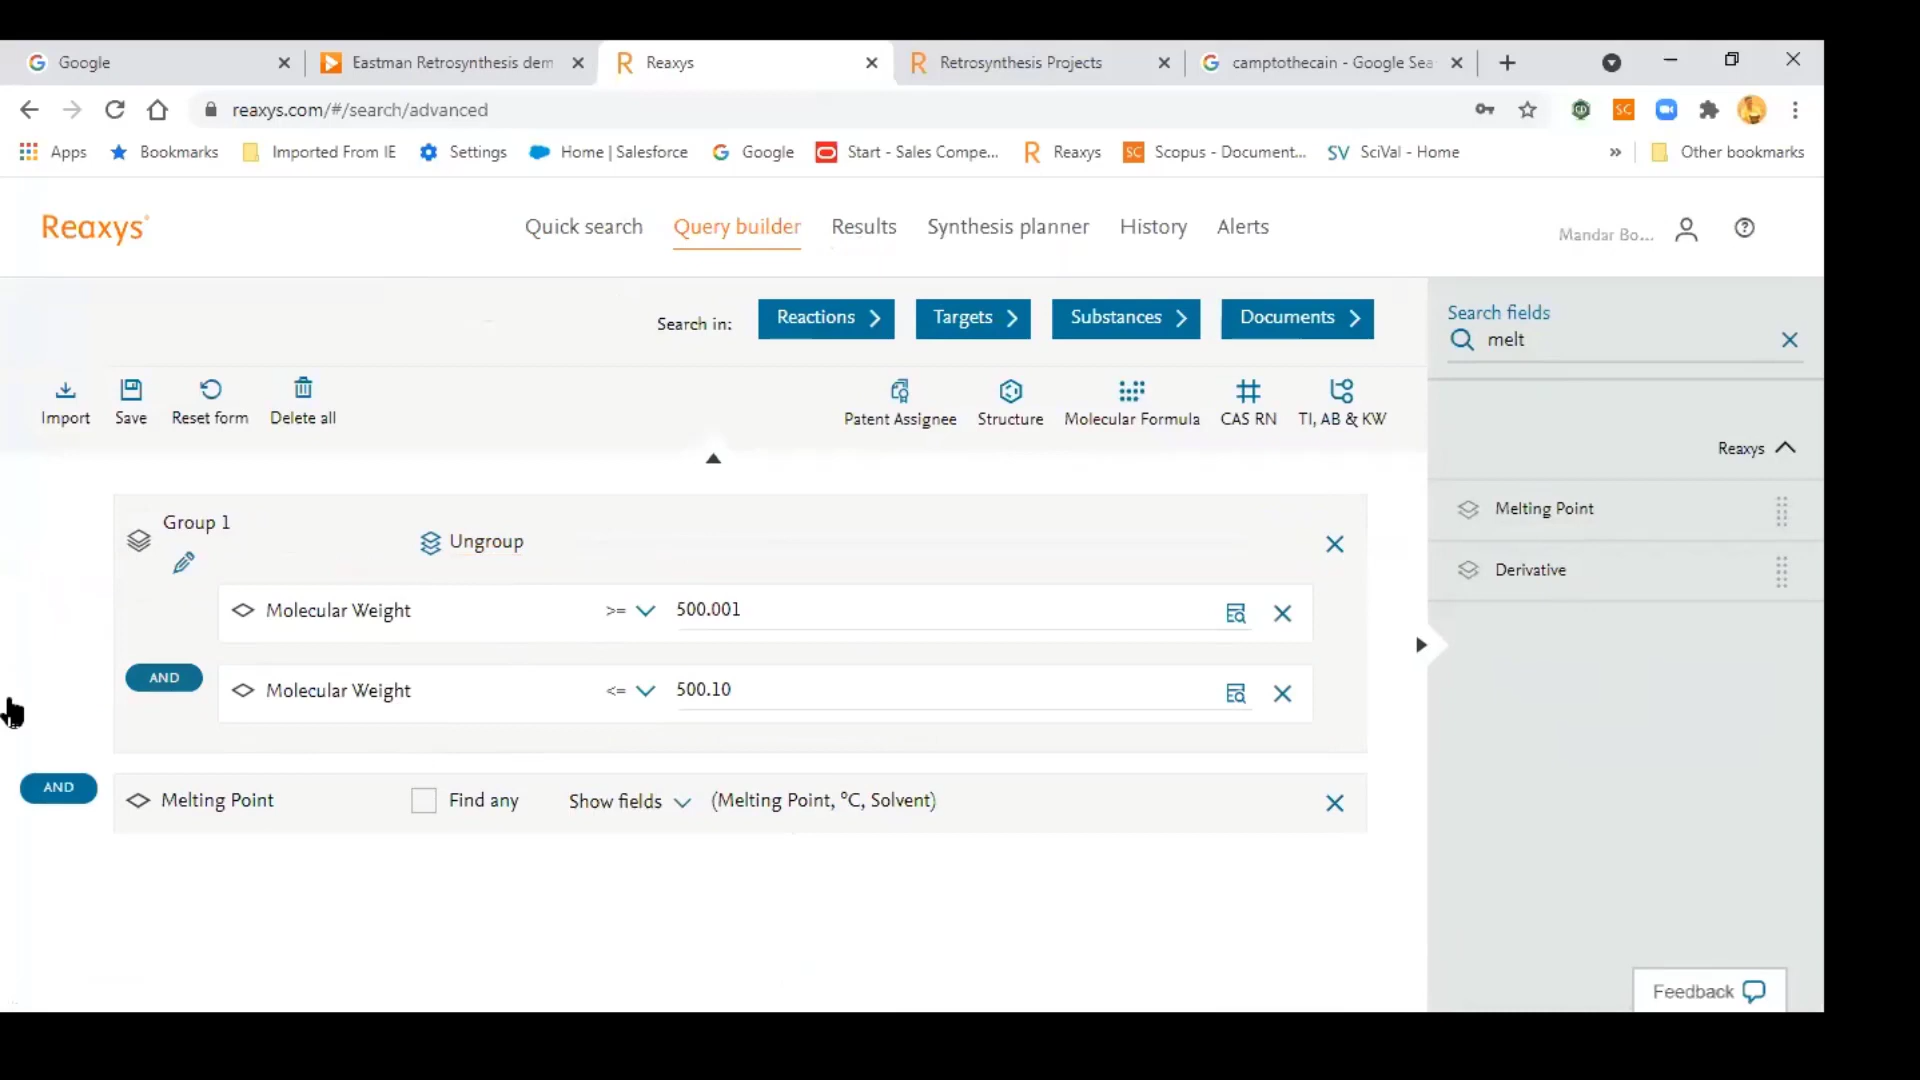 Google
Eastman Retrosynthesis dem
Reaxys
Retrosynthesis Projects
camptothecain - Google Sea
reaxys.com/#/search/advanced
Apps
Bookmarks
Imported From IE
Settings
Home | Salesforce
Google
Start - Sales Compe...
Reaxys
SC
Scopus - Document...
SV
SciVal - Home
»
Other bookmarks
Reaxys®
Quick search
Query builder
Results
Synthesis planner
History
Alerts
Mandar Bo...
Search in:
Reactions
Targets
Substances
Documents
Search fields
melt
Import
Save
Reset form
Delete all
Patent Assignee
Structure
Molecular Formula
CAS RN
TI, AB & KW
Reaxys
Melting Point
Derivative
Group 1
Ungroup
Molecular Weight
>=
500.001
AND
Molecular Weight
<=
500.10
AND
Melting Point
Find any
Show fields
(Melting Point, °C, Solvent)
Feedback